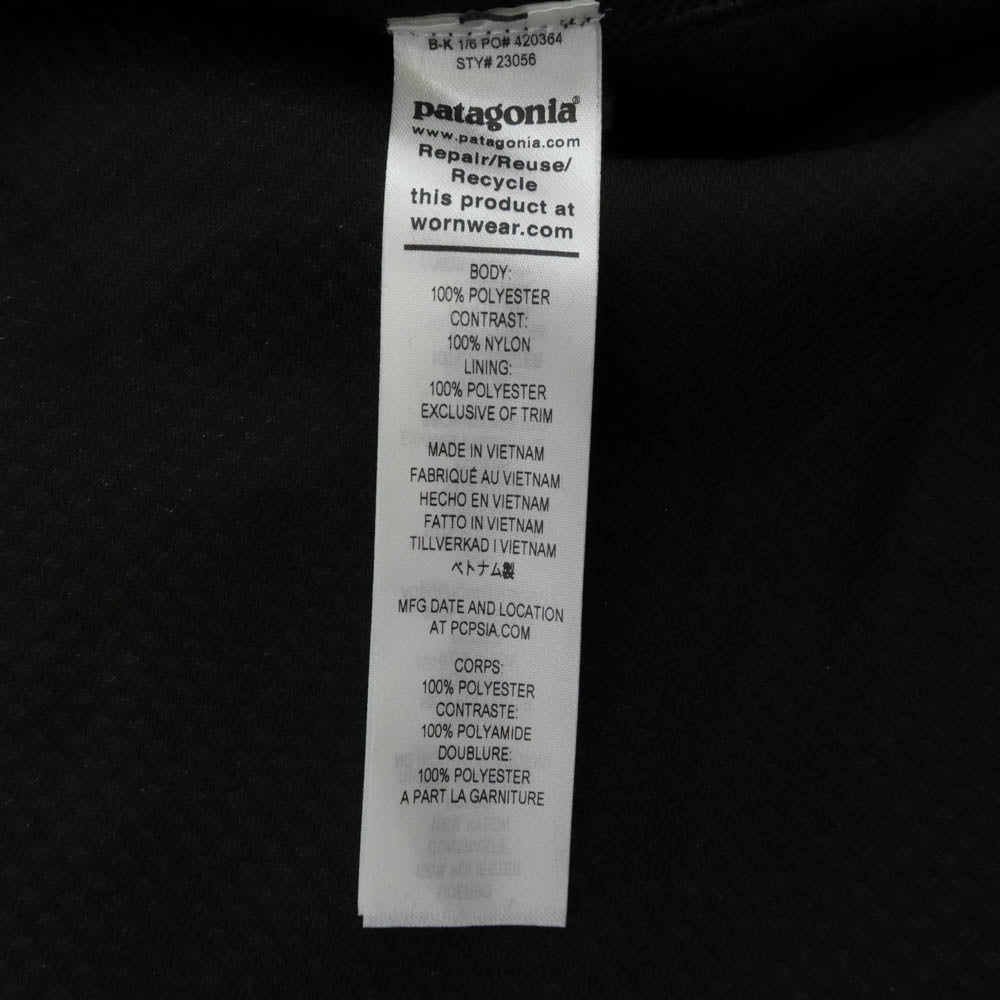 B-K 1/6 PO# 420364
STY# 23056
patagonia®
www.patagonia.com
Repair/Reuse/
Recycle
this product at
wornwear.com
BODY:
100% POLYESTER
CONTRAST:
100% NYLON
LINING:
100% POLYESTER
EXCLUSIVE OF TRIM
MADE IN VIETNAM
FABRIQUÉ AU VIETNAM
HECHO EN VIETNAM
FATTO IN VIETNAM
TILLVERKAD I VIETNAM
ベトナム製
MFG DATE AND LOCATION
AT PCPSIA.COM
CORPS:
100% POLYESTER
CONTRASTE:
100% POLYAMIDE
DOUBLURE:
100% POLYESTER
A PART LA GARNITURE